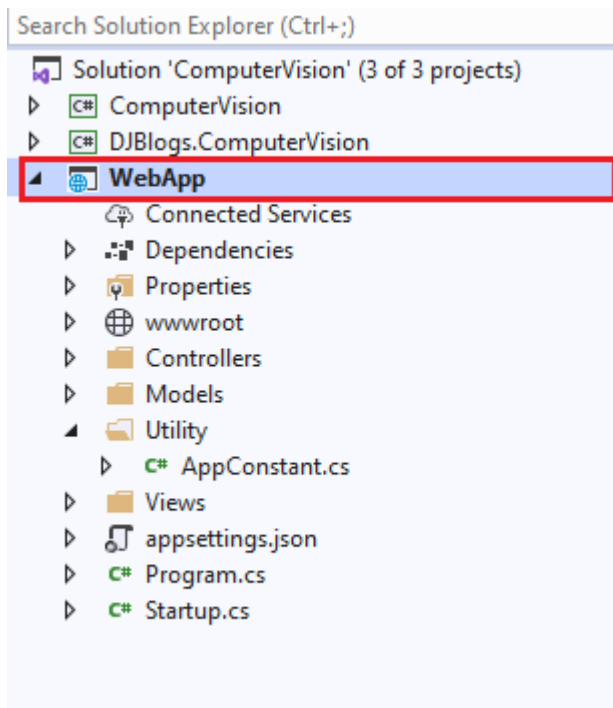 Search Solution Explorer (Ctrl+;)
Solution 'ComputerVision' (3 of 3 projects)
C# ComputerVision
C# DJBlogs.ComputerVision
WebApp
Connected Services
Dependencies
Properties
wwwroot
Controllers
Models
Utility
C# AppConstant.cs
Views
appsettings.json
C# Program.cs
C# Startup.cs